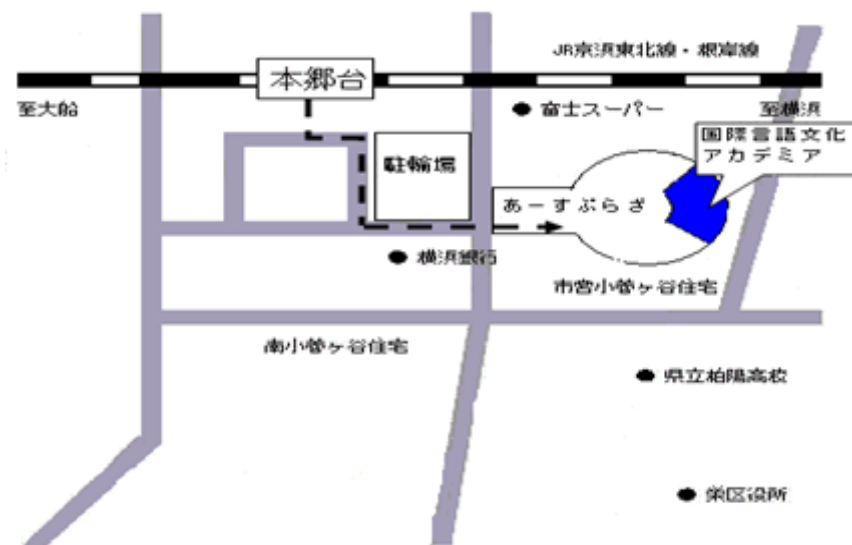 JR京浜東北線・根岸線
本郷台
至大船
富士スーパー
至横浜
国際言語文化
アカデミア
駐輪場
あーすぷらざ
横浜銀行
市営小菅ヶ谷住宅
南小菅ヶ谷住宅
県立柏陽高校
栄区役所